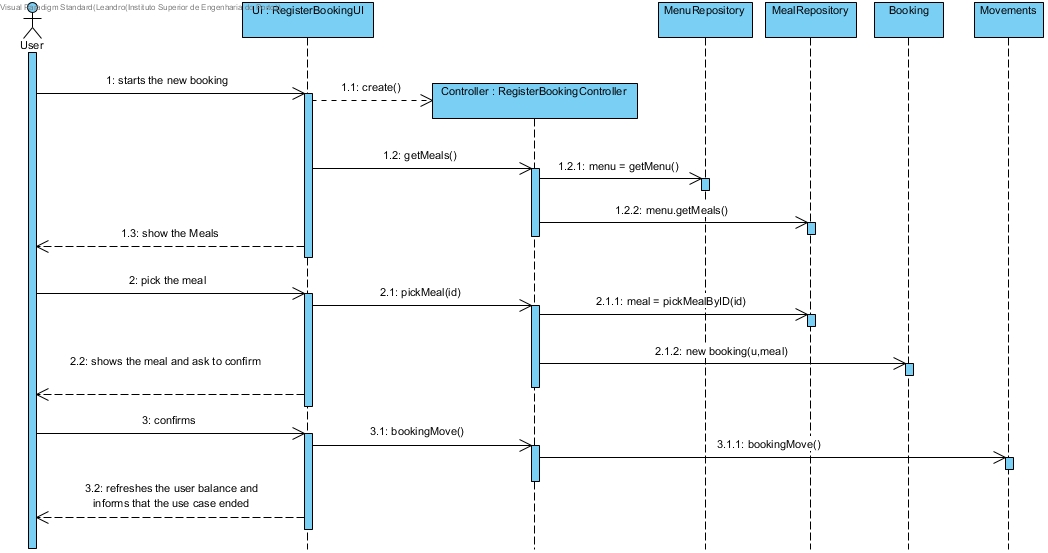 Visual Paradigm Standard(Leandro(Instituto Superior de Engenharia do
UI : RegisterBookingUI
MenuRepository
MealRepository
Booking
Movements
User
1: starts the new booking
1.1: create()
Controller : RegisterBookingController
1.2: getMeals()
1.2.1: menu = getMenu()
1.2.2: menu.getMeals()
1.3: show the Meals
2: pick the meal
2.1: pickMeal(id)
2.1.1: meal = pickMealByID(id)
2.1.2: new booking(u,meal)
2.2: shows the meal and ask to confirm
3: confirms
3.1: bookingMove()
3.1.1: bookingMove()
3.2: refreshes the user balance and
informs that the use case ended